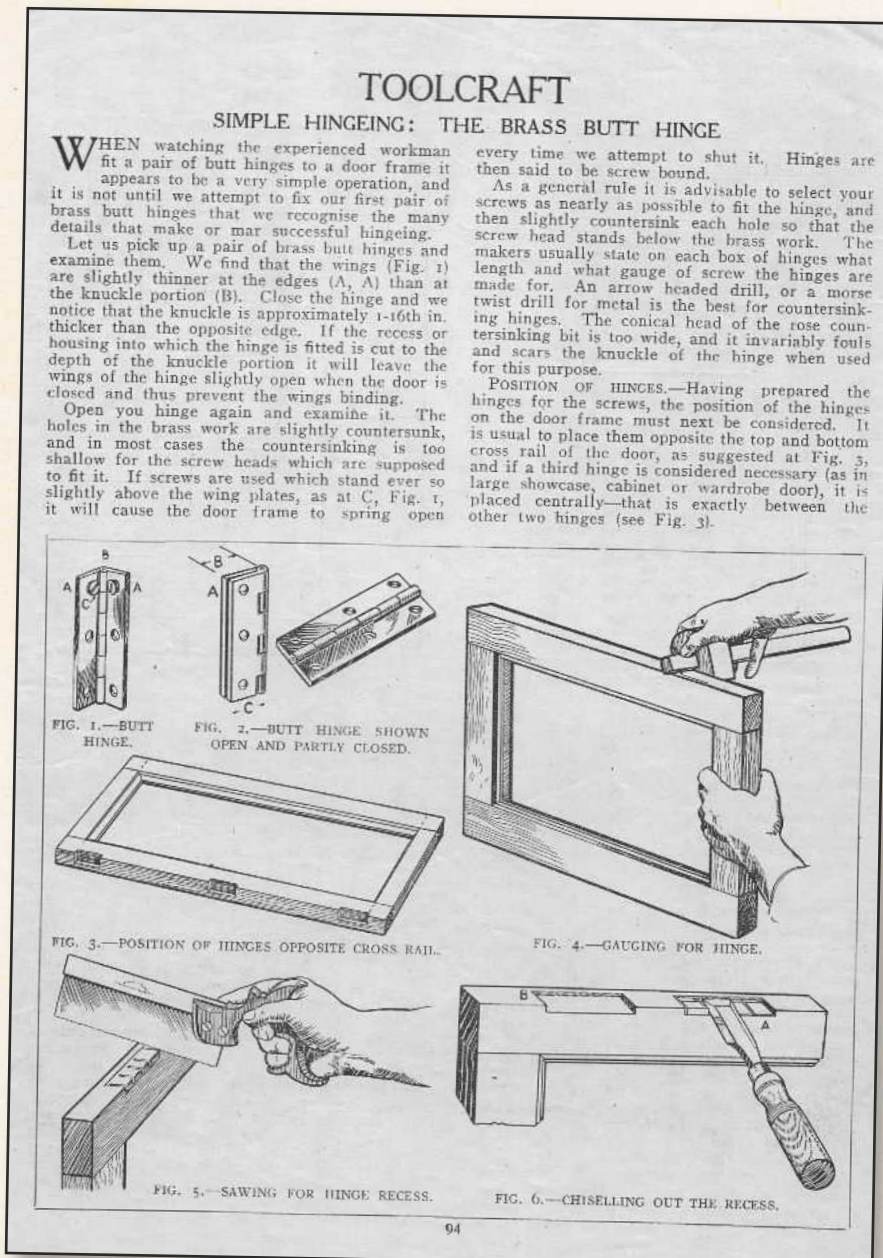 TOOLCRAFT
SIMPLE HINGEING: THE BRASS BUTT HINGE
WHEN watching the experienced workman
fit a pair of butt hinges to a door frame it
appears to be a very simple operation, and
it is not until we attempt to fix our first pair of
brass butt hinges that we recognise the many
details that make or mar successful hingeing.
Let us pick up a pair of brass butt hinges and
examine them. We find that the wings (Fig. 1)
are slightly thinner at the edges (A, A) than at
the knuckle portion (B). Close the hinge and we
notice that the knuckle is approximately 1-16th in.
thicker than the opposite edge. If the recess or
housing into which the hinge is fitted is cut to the
depth of the knuckle portion it will leave the
wings of the hinge slightly open when the door is
closed and thus prevent the wings binding.
Open you hinge again and examine it. The
holes in the brass work are slightly countersunk,
and in most cases the countersinking is too
shallow for the screw heads which are supposed
to fit it. If screws are used which stand ever so
slightly above the wing plates, as at C, Fig. 1,
it will cause the door frame to spring open
every time we attempt to shut it. Hinges are
then said to be screw bound.
As a general rule it is advisable to select your
screws as nearly as possible to fit the hinge, and
then slightly countersink each hole so that the
screw head stands below the brass work. The
makers usually state on each box of hinges what
length and what gauge of screw the hinges are
made for. An arrow headed drill, or a morse
twist drill for metal is the best for countersink-
ing hinges. The conical head of the rose coun-
tersinking bit is too wide, and it invariably fouls
and scars the knuckle of the hinge when used
for this purpose.
POSITION OF HINGES.—Having prepared the
hinges for the screws, the position of the hinges
on the door frame must next be considered. It
is usual to place them opposite the top and bottom
cross rail of the door, as suggested at Fig. 3,
and if a third hinge is considered necessary (as in
large showcase, cabinet or wardrobe door), it is
placed centrally—that is exactly between the
other two hinges (see Fig. 3).
B
A
A
C
FIG. 1.—BUTT
HINGE.
B
A
C
FIG. 2.—BUTT HINGE SHOWN
OPEN AND PARTLY CLOSED.
FIG. 3.—POSITION OF HINGES OPPOSITE CROSS RAIL.
FIG. 4.—GAUGING FOR HINGE.
FIG. 5.—SAWING FOR HINGE RECESS.
B
A
FIG. 6.—CHISELLING OUT THE RECESS.
94